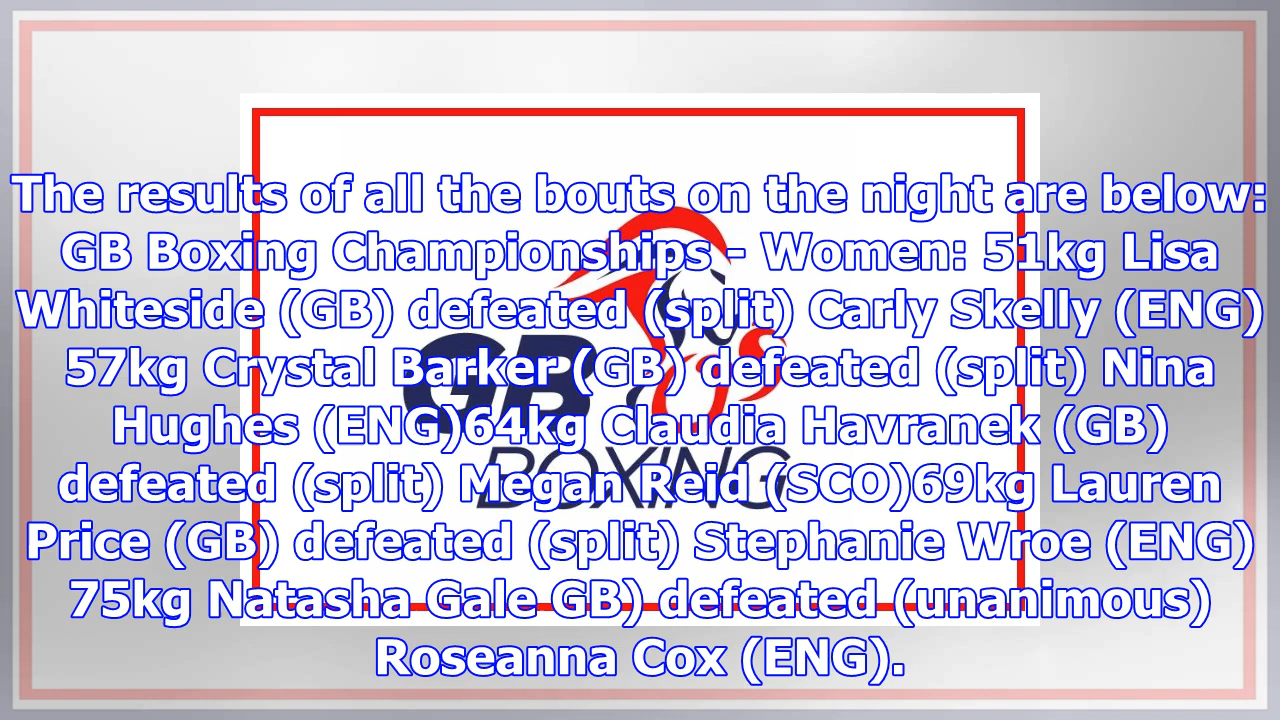 The results of all the bouts on the night are below:
GB Boxing Championships - Women: 51kg Lisa
Whiteside (GB) defeated (split) Carly Skelly (ENG)
57kg Crystal Barker (GB) defeated (split) Nina
Hughes (ENG)64kg Claudia Havranek (GB)
defeated (split) Megan Reid (SCO)69kg Lauren
Price (GB) defeated (split) Stephanie Wroe (ENG)
75kg Natasha Gale GB) defeated (unanimous)
Roseanna Cox (ENG).
GB
BOXING